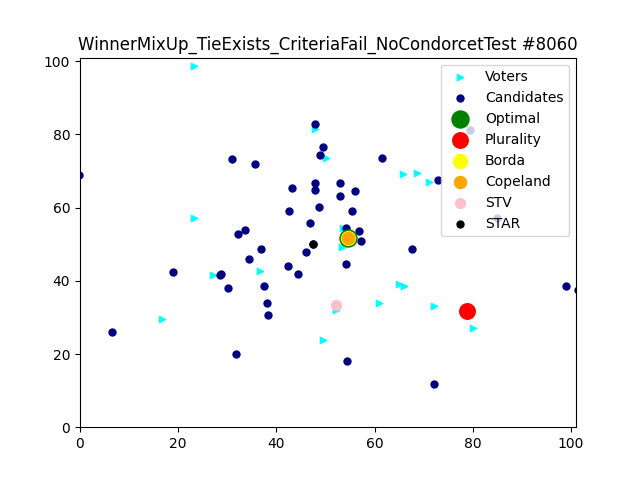 WinnerMixUp_TieExists_CriteriaFail_NoCondorcetTest #8060
100
80
60
40
20
0
0
20
40
60
80
100
Voters
Candidates
Optimal
Plurality
Borda
Copeland
STV
STAR